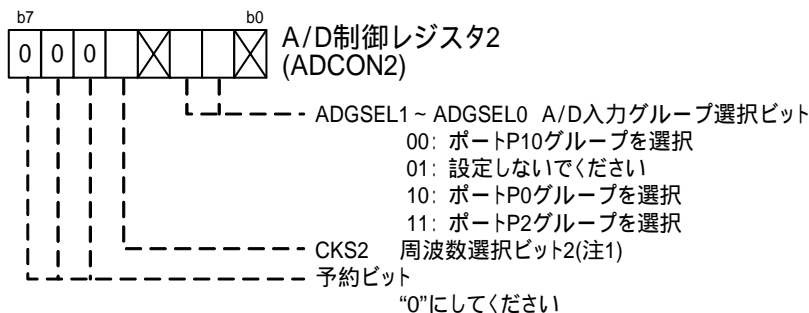 b7 b0
0 0 0
A/D制御レジスタ2
(ADCON2)
ADGSEL1~ADGSEL0 A/D入力グループ選択ビット
00: ポートP10グループを選択
01: 設定しないでください
10: ポートP0グループを選択
11: ポートP2グループを選択
CKS2 周波数選択ビット2(注1)
予約ビット
“0”にしてください